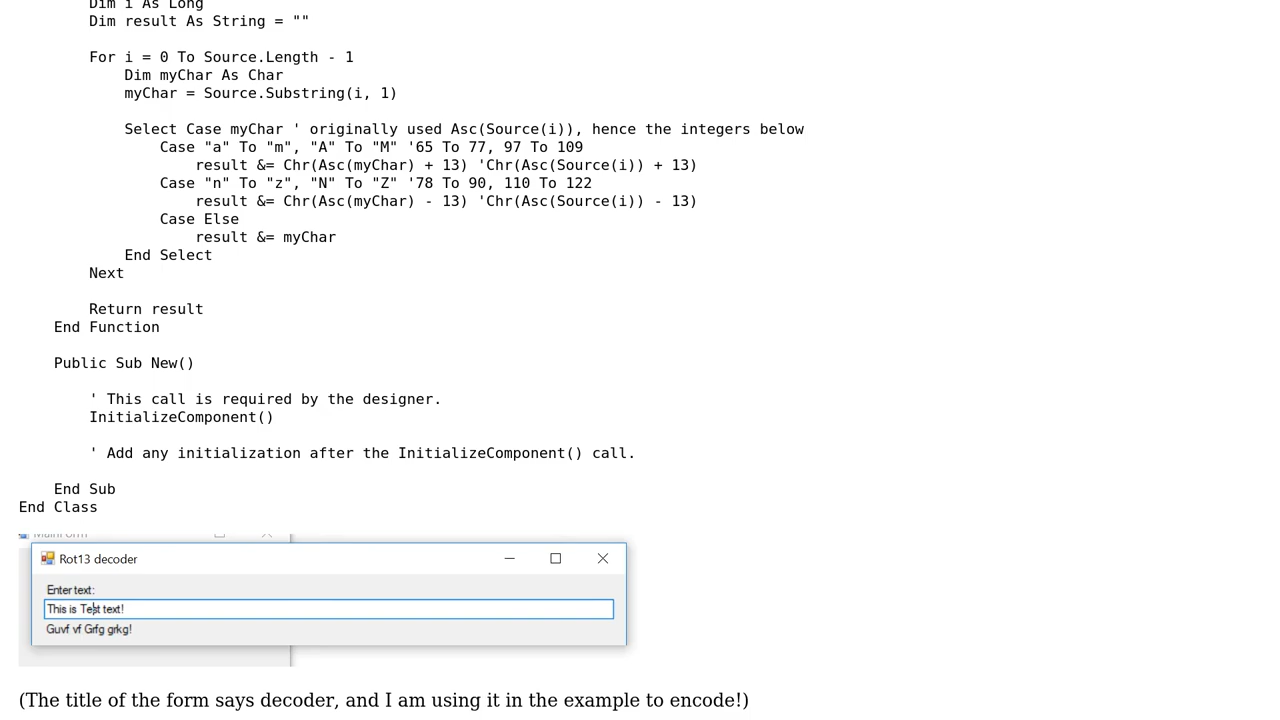 Dim i As Long
Dim result As String = ""
For i = 0 To Source.Length - 1
Dim myChar As Char
myChar = Source.Substring(i, 1)
Select Case myChar ' originally used Asc(Source(i)), hence the integers below
Case "a" To "m", "A" To "M" '65 To 77, 97 To 109
result &= Chr(Asc(myChar) + 13) 'Chr(Asc(Source(i)) + 13)
Case "n" To "z", "N" To "Z" '78 To 90, 110 To 122
result &= Chr(Asc(myChar) - 13) 'Chr(Asc(Source(i)) - 13)
Case Else
result &= myChar
End Select
Next
Return result
End Function
Public Sub New()
' This call is required by the designer.
InitializeComponent()
' Add any initialization after the InitializeComponent() call.
End Sub
End Class
MainForm
Rot13 decoder
Enter text:
This is Test text!
Guvf vf Grfg grkg!
(The title of the form says decoder, and I am using it in the example to encode!)